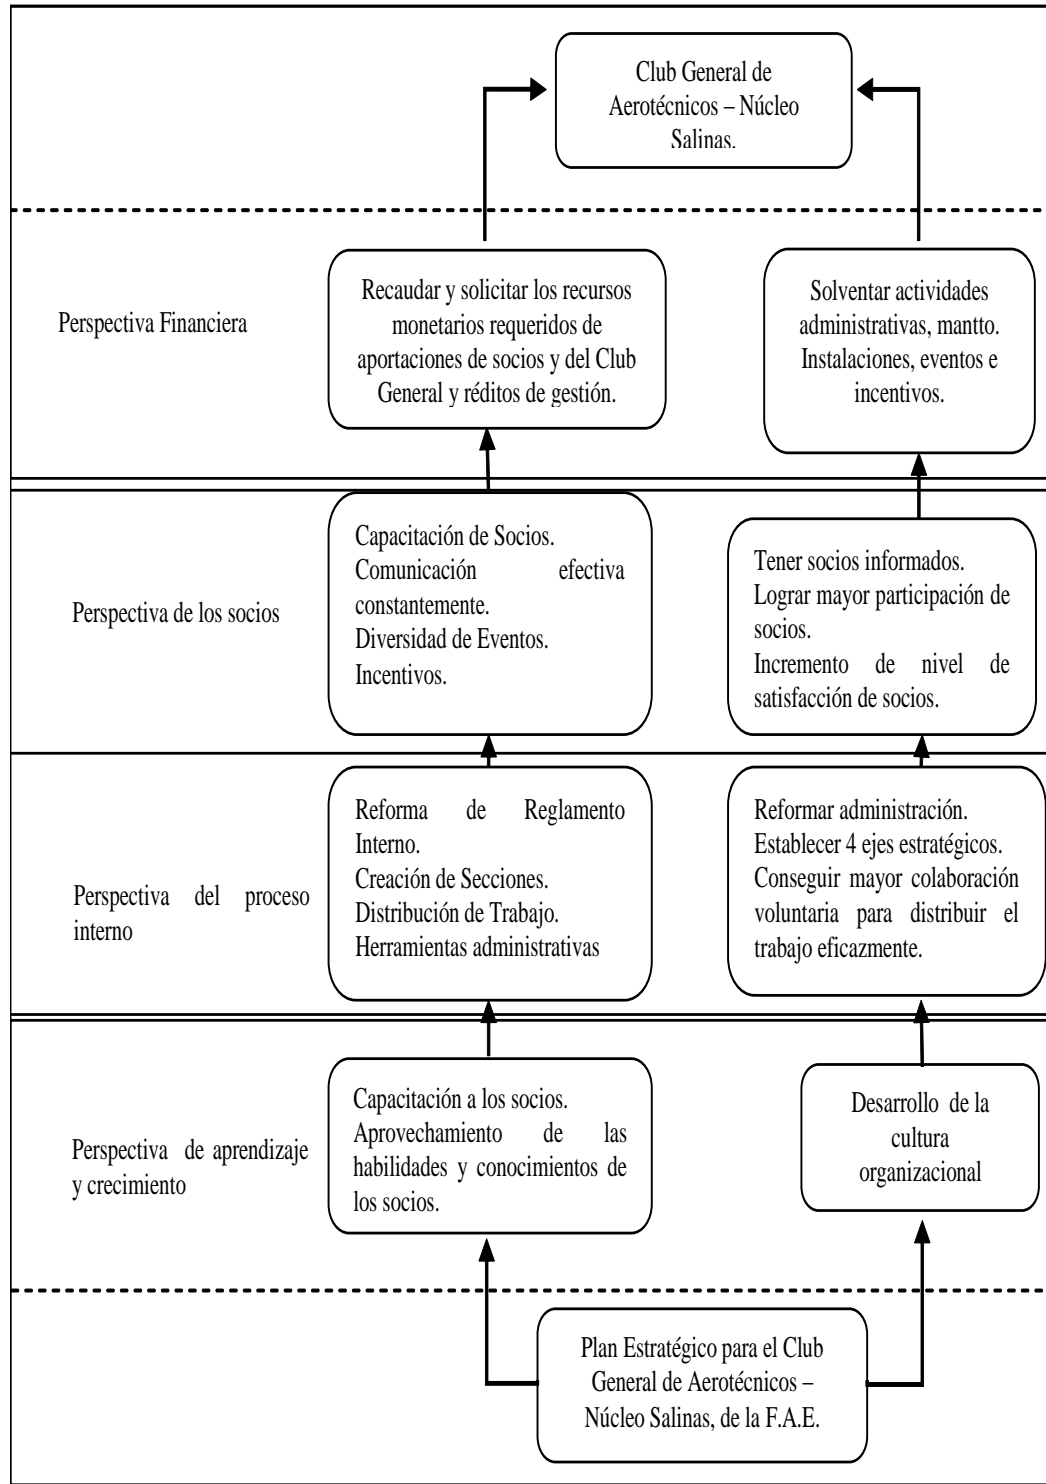 Club General de
Aerotécnicos – Núcleo
Salinas.
Perspectiva Financiera
Recaudar y solicitar los recursos
monetarios requeridos de
aportaciones de socios y del Club
General y réditos de gestión.
Solventar actividades
administrativas, mantto.
Instalaciones, eventos e
incentivos.
Perspectiva de los socios
Capacitación de Socios.
Comunicación efectiva
constantemente.
Diversidad de Eventos.
Incentivos.
Tener socios informados.
Lograr mayor participación de
socios.
Incremento de nivel de
satisfacción de socios.
Perspectiva del proceso
interno
Reforma de Reglamento
Interno.
Creación de Secciones.
Distribución de Trabajo.
Herramientas administrativas
Reformar administración.
Establecer 4 ejes estratégicos.
Conseguir mayor colaboración
voluntaria para distribuir el
trabajo eficazmente.
Perspectiva de aprendizaje
y crecimiento
Capacitación a los socios.
Aprovechamiento de las
habilidades y conocimientos de
los socios.
Desarrollo de la
cultura
organizacional
Plan Estratégico para el Club
General de Aerotécnicos –
Núcleo Salinas, de la F.A.E.